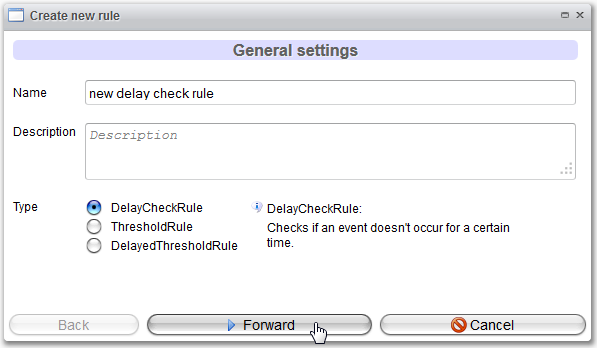 Create new rule
General settings
Name
new delay check rule
Description
Description
Type
DelayCheckRule
ThresholdRule
DelayedThresholdRule
DelayCheckRule:
Checks if an event doesn't occur for a certain
time.
Back
Forward
Cancel